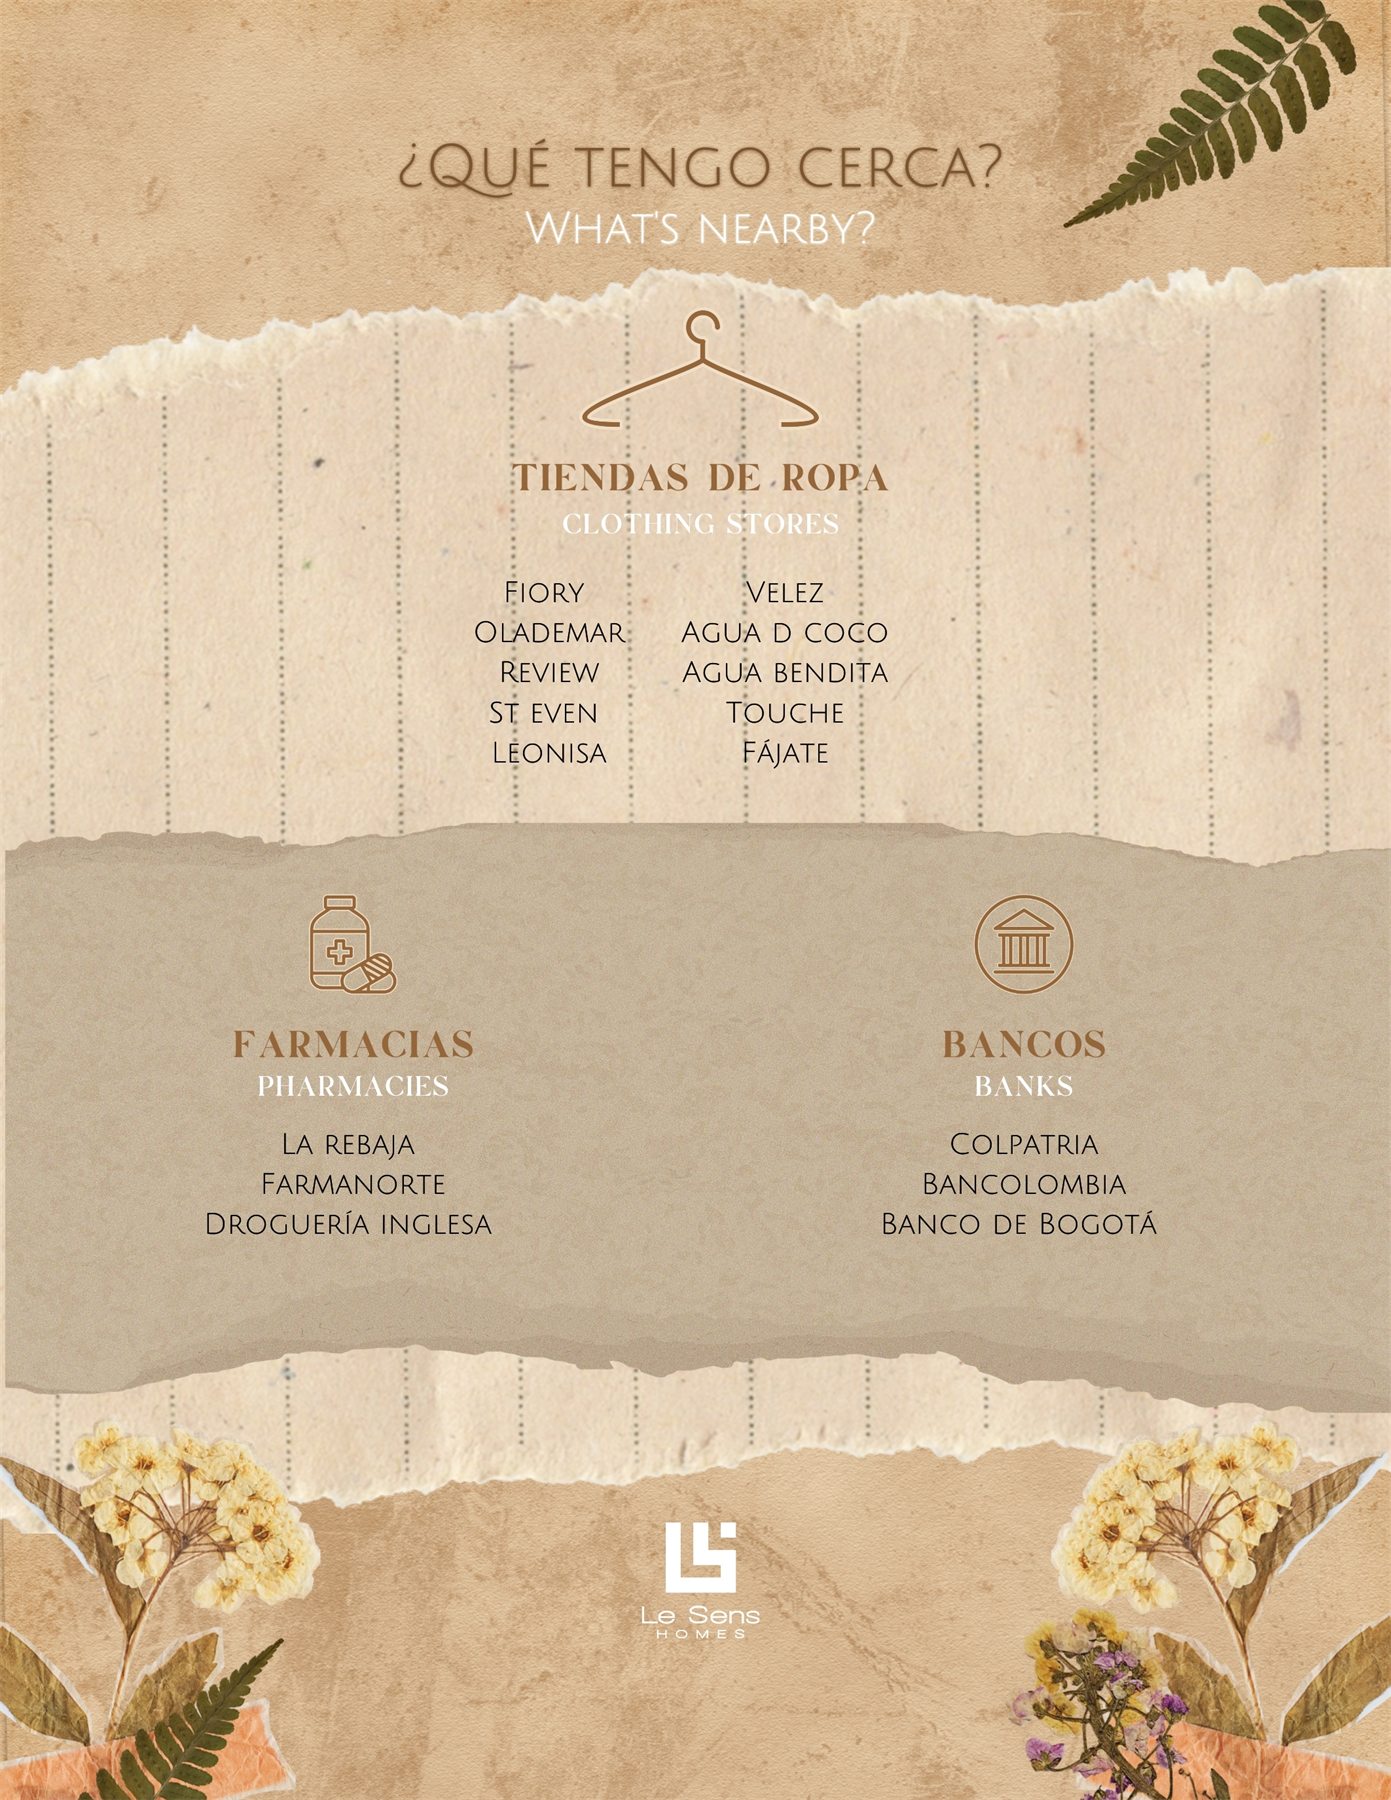 ¿QUÉ TENGO CERCA?
WHAT'S NEARBY?
TIENDAS DE ROPA
CLOTHING STORES
FIORY
OLADEMAR
REVIEW
ST EVEN
LEONISA
VELEZ
AGUA D COCO
AGUA BENDITA
TOUCHE
FÁJATE
FARMACIAS
PHARMACIES
LA REBAJA
FARMANORTE
DROGUERÍA INGLESA
BANCOS
BANKS
COLPATRIA
BANCOLOMBIA
BANCO DE BOGOTÁ
LS
Le Sens
HOMES